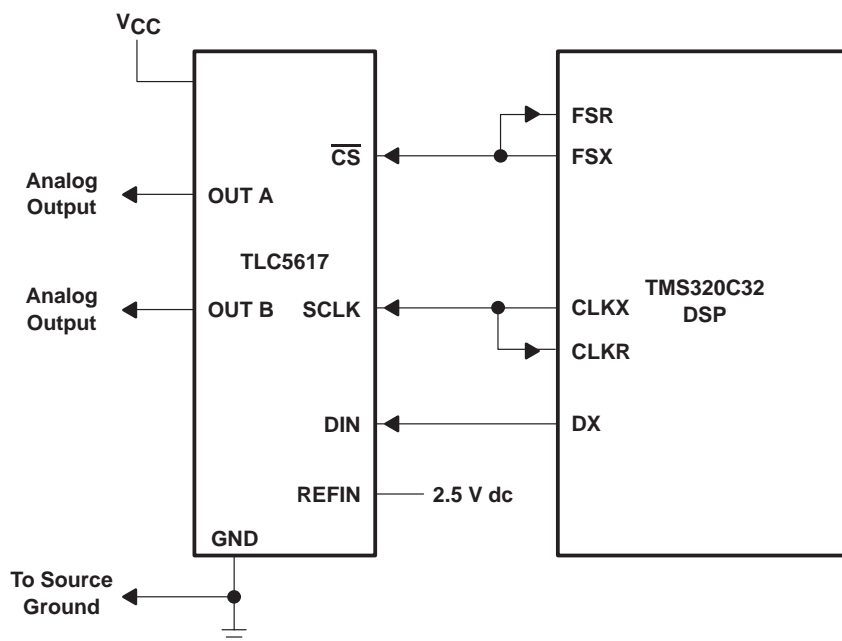 VCC
FSR
CS
FSX
Analog
Output
OUT A
TLC5617
TMS320C32
DSP
Analog
Output
OUT B
SCLK
CLKX
CLKR
DIN
DX
REFIN
2.5 V dc
GND
To Source
Ground